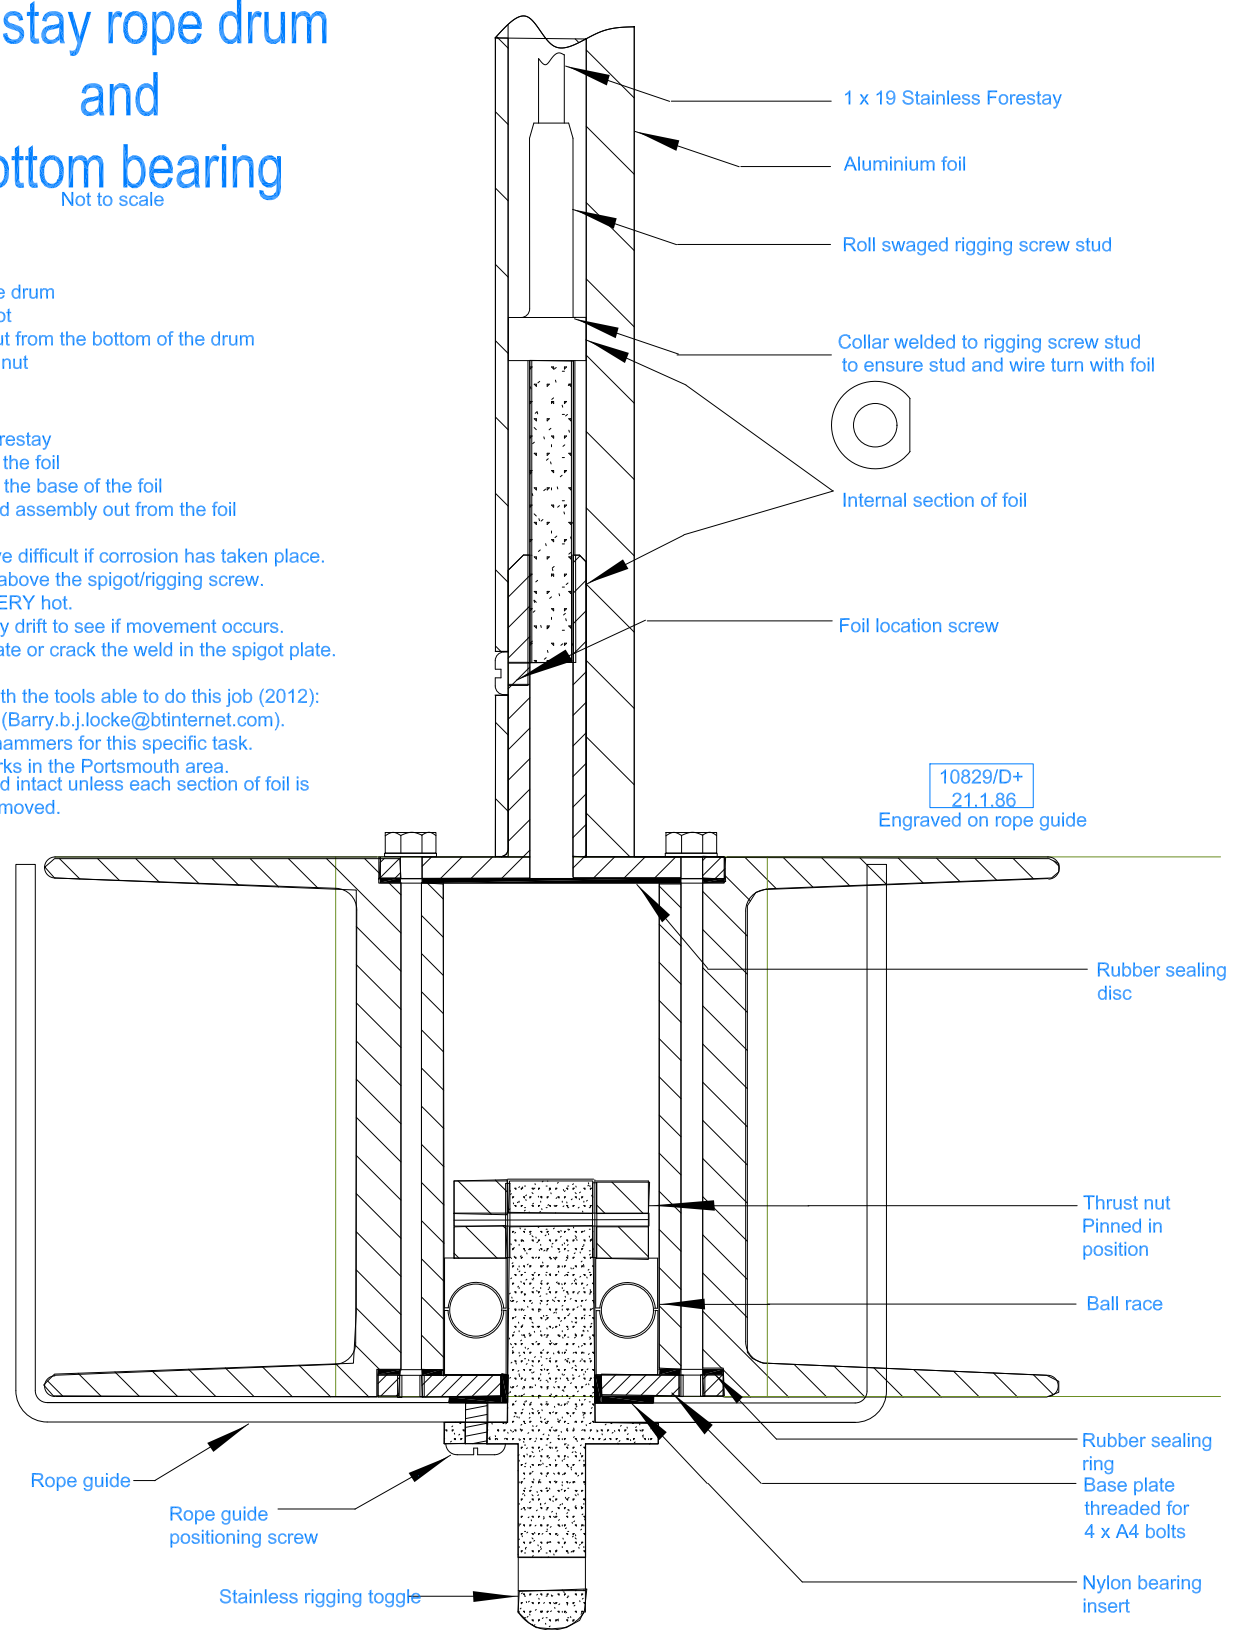 stay rope drum
and
ottom bearing
Not to scale
e drum
ot
ut from the bottom of the drum
nut
restay
the foil
the base of the foil
d assembly out from the foil
ve difficult if corrosion has taken place.
above the spigot/rigging screw.
ERY hot.
y drift to see if movement occurs.
ate or crack the weld in the spigot plate.
th the tools able to do this job (2012):
(Barry.b.j.locke@btinternet.com).
hammers for this specific task.
rks in the Portsmouth area.
d intact unless each section of foil is
moved.
1 x 19 Stainless Forestay
Aluminium foil
Roll swaged rigging screw stud
Collar welded to rigging screw stud
to ensure stud and wire turn with foil
Internal section of foil
Foil location screw
10829/D+
21.1.86
Engraved on rope guide
Rubber sealing
disc
Thrust nut
Pinned in
position
Ball race
Rubber sealing
ring
Base plate
threaded for
4 x A4 bolts
Nylon bearing
insert
Rope guide
Rope guide
positioning screw
Stainless rigging toggle